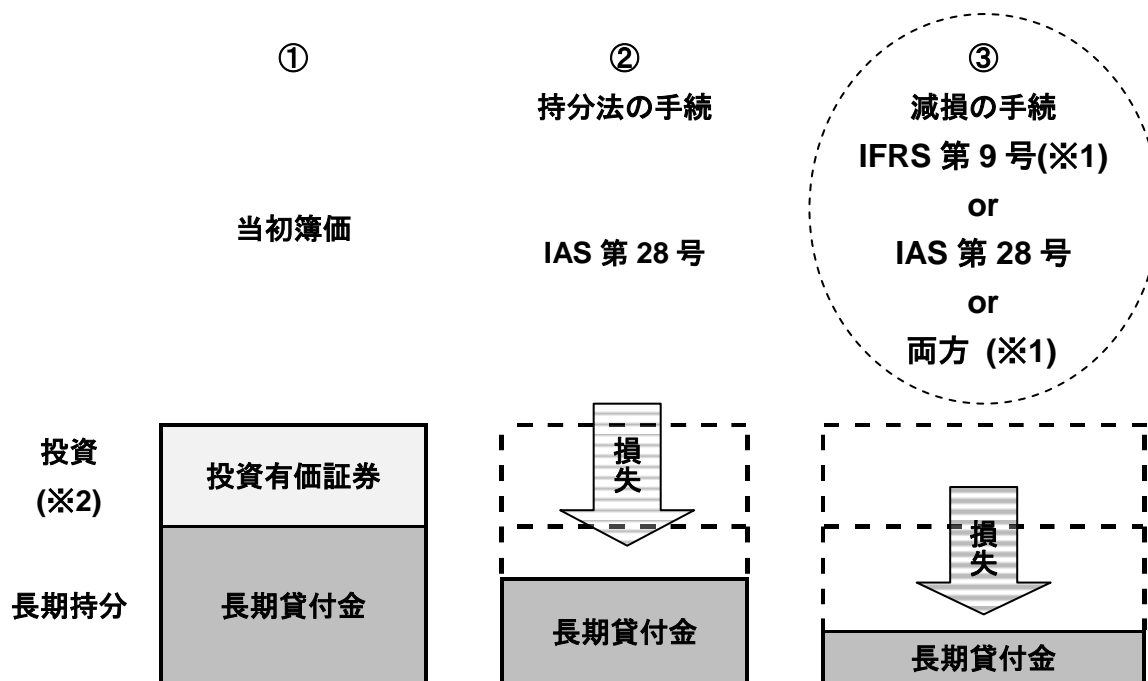 ①
②
③
持分法の手続
減損の手続
IFRS 第 9 号(※1)
or
当初簿価
IAS 第 28 号
IAS 第 28 号
or
両方 (※1)
投資
(※2)
投資有価証券
損失
損失
長期持分
長期貸付金
長期貸付金
長期貸付金